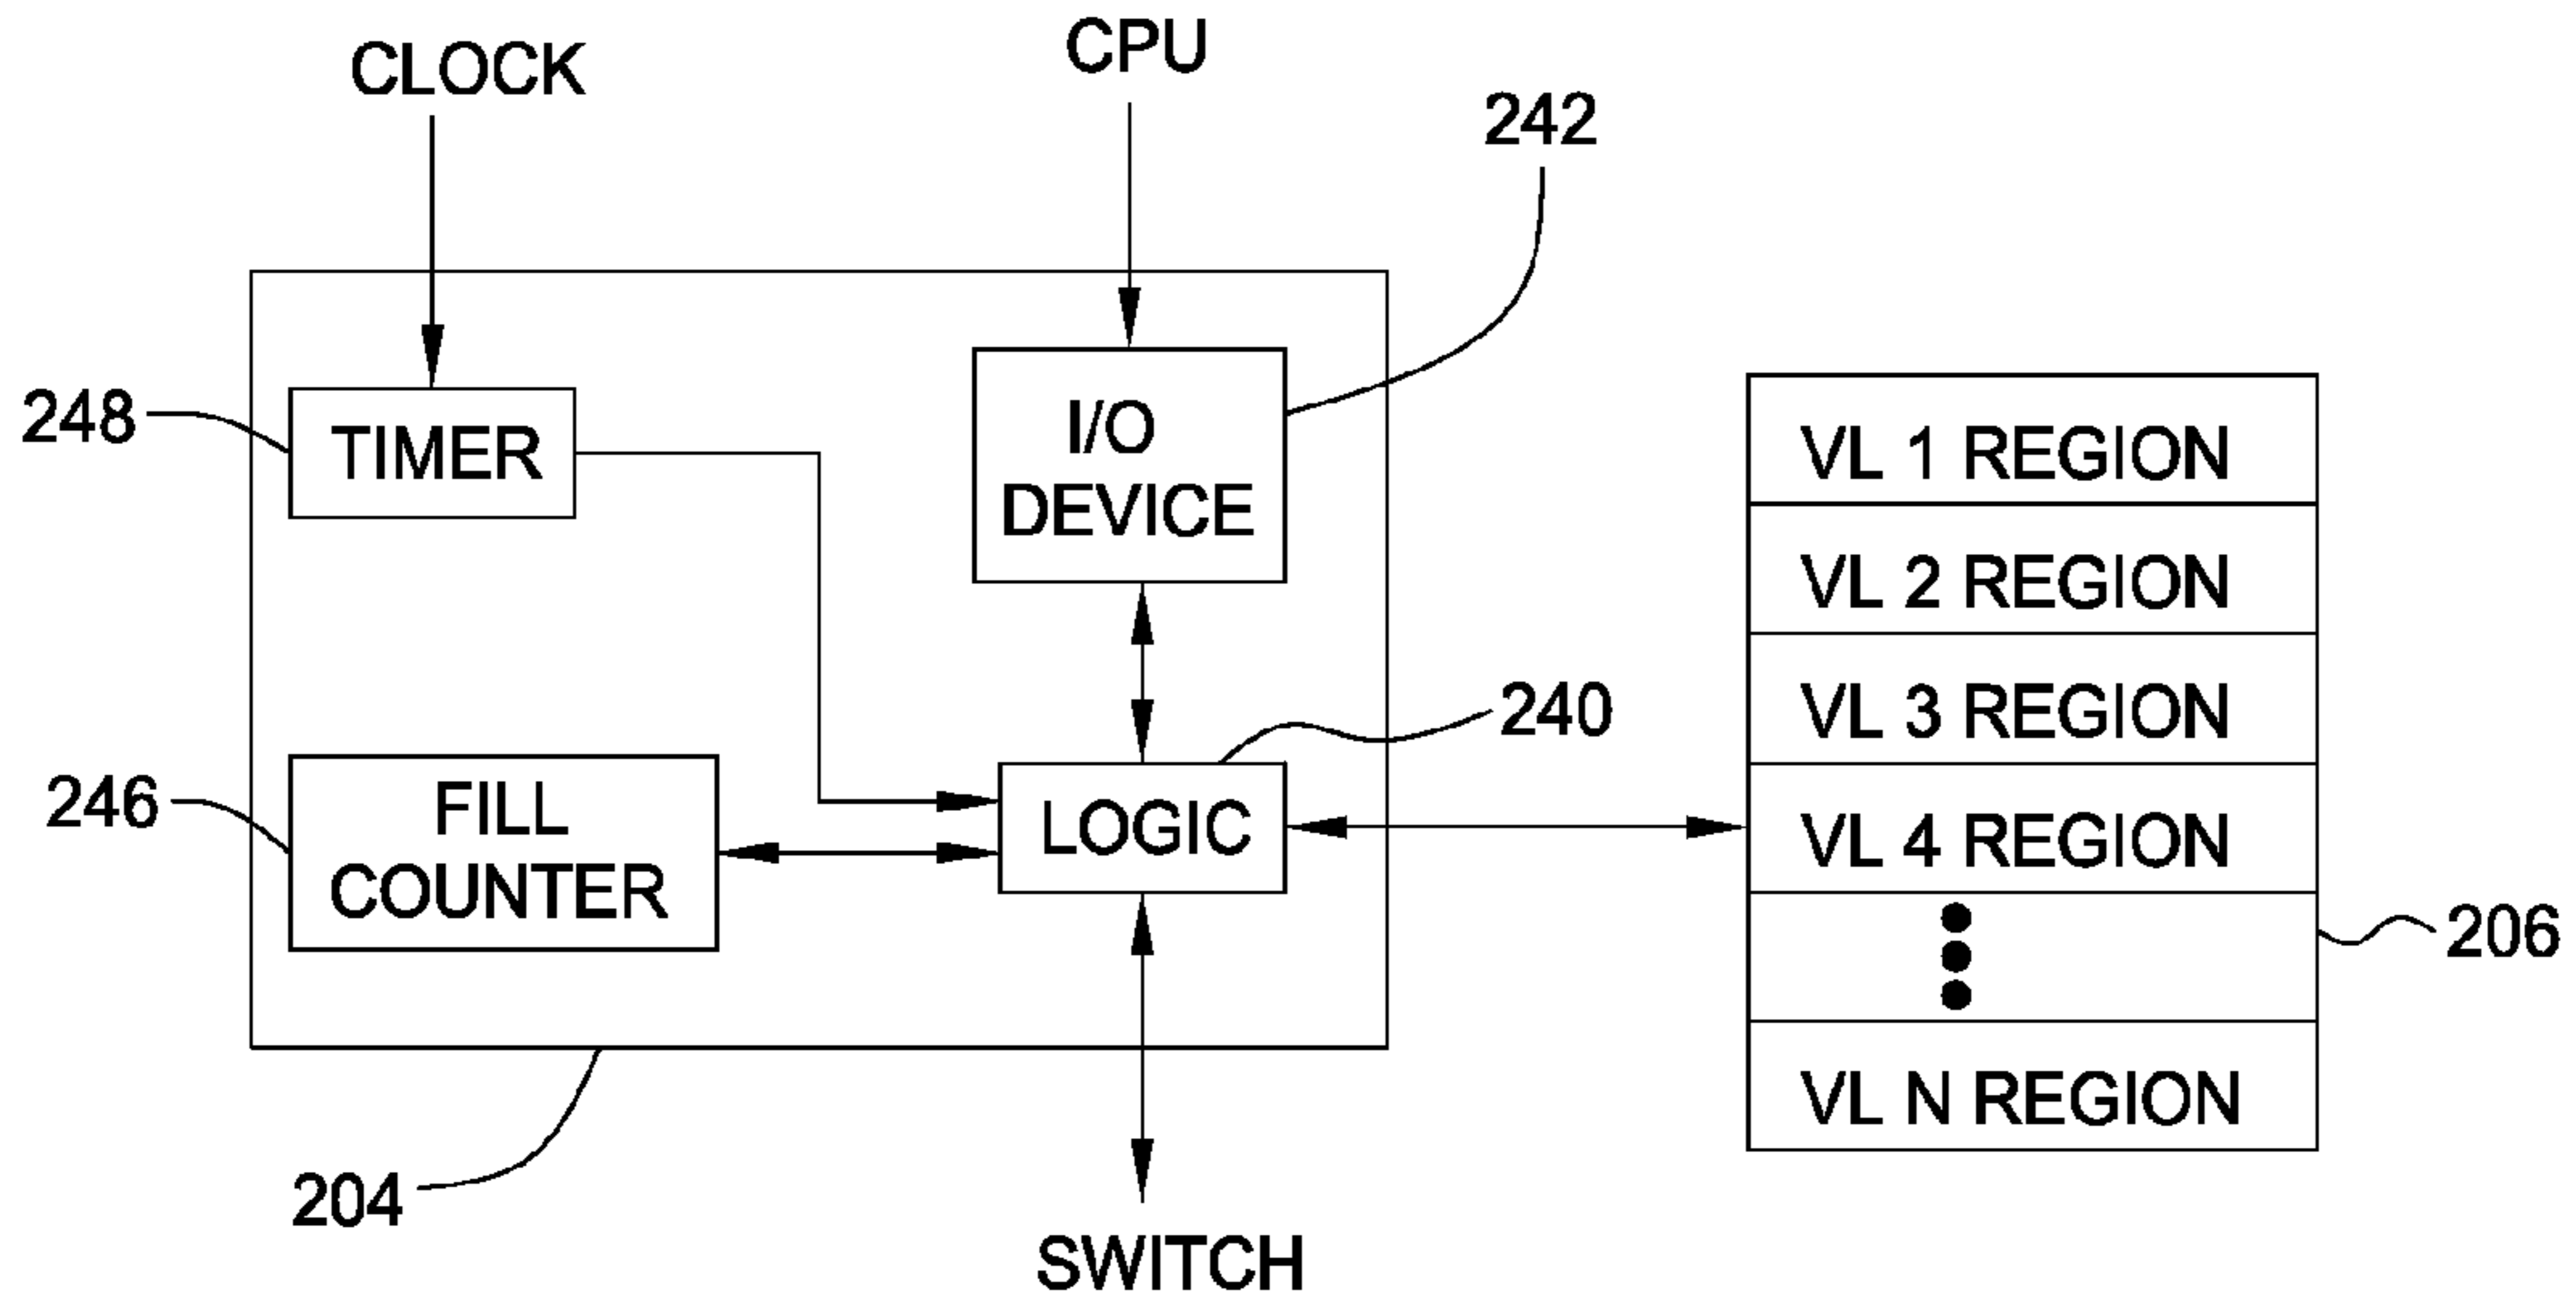 CLOCK
CPU
242
248
TIMER
I/O
DEVICE
VL 1 REGION
VL 2 REGION
240
VL 3 REGION
246
FILL
COUNTER
LOGIC
VL 4 REGION
206
VL N REGION
204
SWITCH